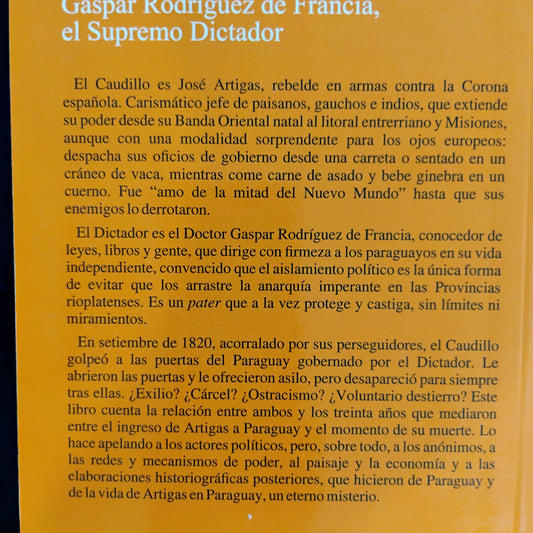 Gaspar Rodríguez de Francia,
el Supremo Dictador
El Caudillo es José Artigas, rebelde en armas contra la Corona
española. Carismático jefe de paisanos, gauchos e indios, que extiende
su poder desde su Banda Oriental natal al litoral entrerriano y Misiones,
aunque con una modalidad sorprendente para los ojos europeos:
despacha sus oficios de gobierno desde una carreta o sentado en un
cráneo de vaca, mientras come carne de asado y bebe ginebra en un
cuerno. Fue “amo de la mitad del Nuevo Mundo” hasta que sus
enemigos lo derrotaron.
El Dictador es el Doctor Gaspar Rodríguez de Francia, conocedor de
leyes, libros y gente, que dirige con firmeza a los paraguayos en su vida
independiente, convencido que el aislamiento político es la única forma
de evitar que los arrastre la anarquía imperante en las Provincias
rioplatenses. Es un pater que a la vez protege y castiga, sin límites ni
miramientos.
En setiembre de 1820, acorralado por sus perseguidores, el Caudillo
golpeó a las puertas del Paraguay gobernado por el Dictador. Le
abrieron las puertas y le ofrecieron asilo, pero desapareció para siempre
tras ellas. ¿Exilio? ¿Cárcel? ¿Ostracismo? ¿Voluntario destierro? Este
libro cuenta la relación entre ambos y los treinta años que mediaron
entre el ingreso de Artigas a Paraguay y el momento de su muerte. Lo
hace apelando a los actores políticos, pero, sobre todo, a los anónimos, a
las redes y mecanismos de poder, al paisaje y la economía y a las
elaboraciones historiográficas posteriores, que hicieron de Paraguay y
de la vida de Artigas en Paraguay, un eterno misterio.